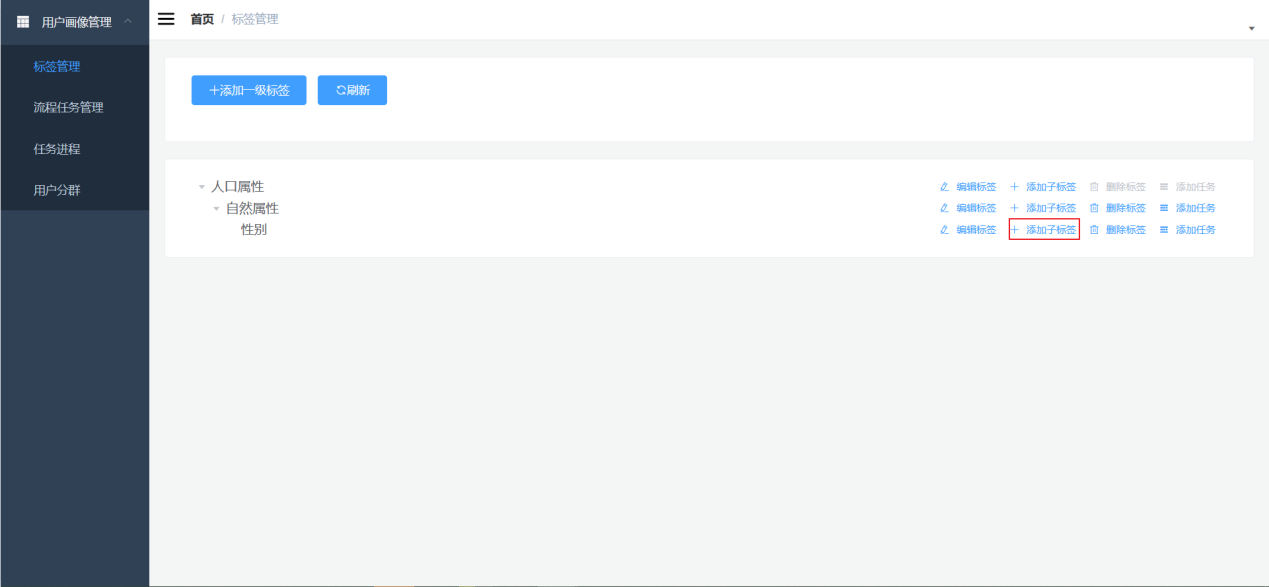 用户画像管理
首页 / 标签管理
标签管理
流程任务管理
任务进程
用户分群
+添加一级标签 刷新
人口属性 编辑标签 + 添加子标签 删除标签 添加任务
自然属性 编辑标签 + 添加子标签 删除标签 添加任务
性别 编辑标签 + 添加子标签 删除标签 添加任务